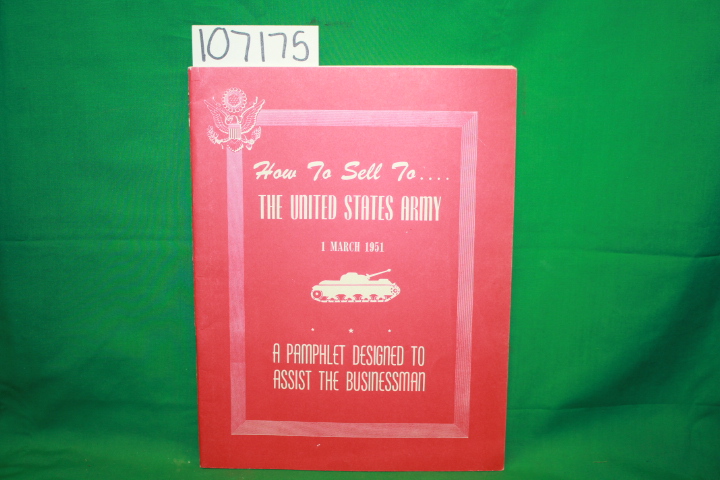 107175
How To Sell To....
THE UNITED STATES ARMY
1 MARCH 1951
A PAMPHLET DESIGNED TO
ASSIST THE BUSINESSMAN